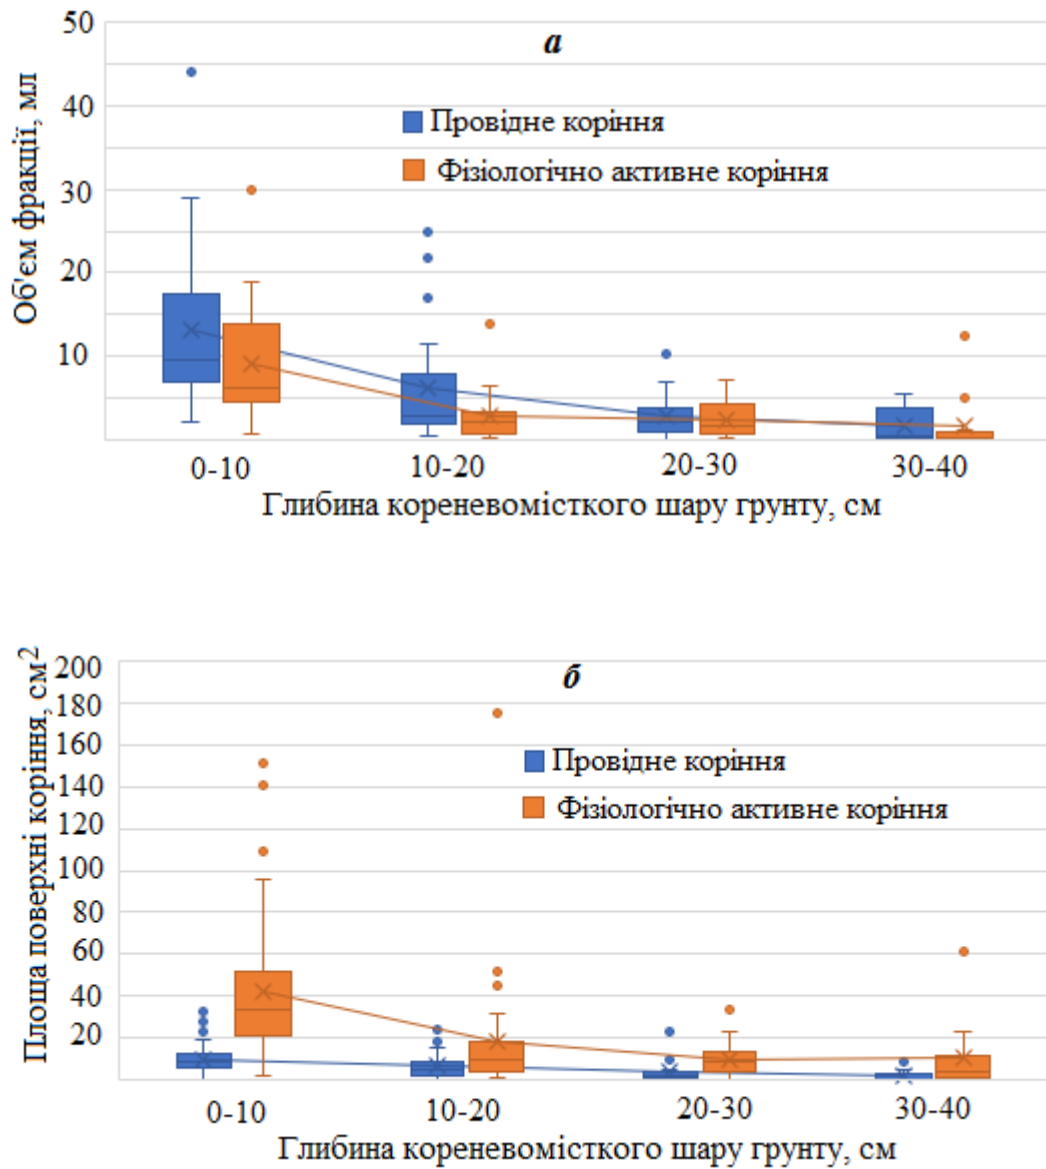 50
а
40
Провідне коріння
Фізіологічно активне коріння
30
20
10
Об'єм фракції, мл
0-10 10-20 20-30 30-40
Глибина кореневомісткого шару грунту, см
200
б
180
160
Провідне коріння
140
Фізіологічно активне коріння
120
100
80
60
40
20
Площа поверхні коріння, см²
0-10 10-20 20-30 30-40
Глибина кореневомісткого шару грунту, см